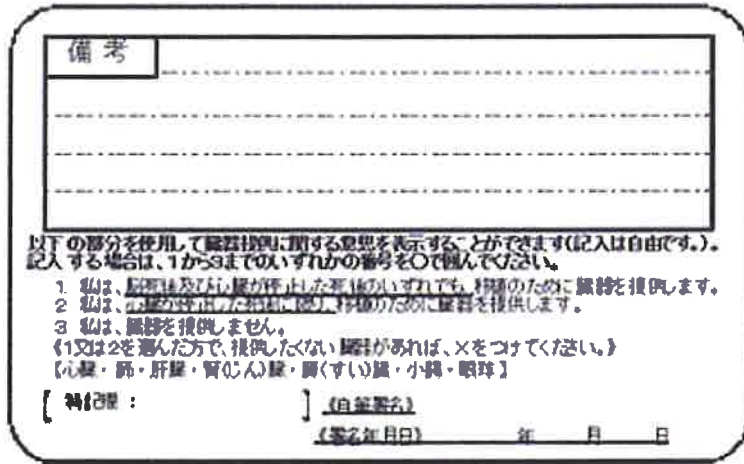 備考
以下の部分を使用して臓器提供に関する意思を表示することができます(記入は自由です。)。
記入する場合は、1から3までのいずれかの番号を〇で囲んでください。
1 私は、脳死後及び心臓が停止した死後のいずれでも、移植のために臓器を提供します。
2 私は、心臓が停止した死後に限り、移植のために臓器を提供します。
3 私は、臓器を提供しません。
《1又は2を選んだ方で、提供したくない臓器があれば、×をつけてください。》
【心臓・肺・肝臓・腎(じん)臓・膵(すい)臓・小腸・眼球】
[特記欄: ] 《自筆署名》
《署名年月日》 年 月 日